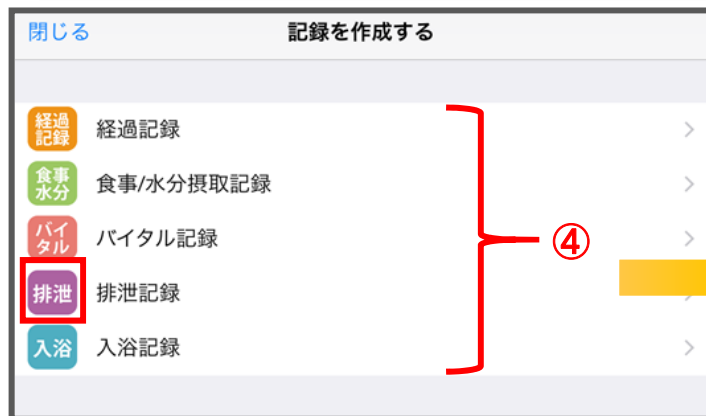 閉じる 記録を作成する
経過
記録 経過記録
食事
水分 食事/水分摂取記録
バイ
タル バイタル記録
④
排泄 排泄記録
入浴 入浴記録